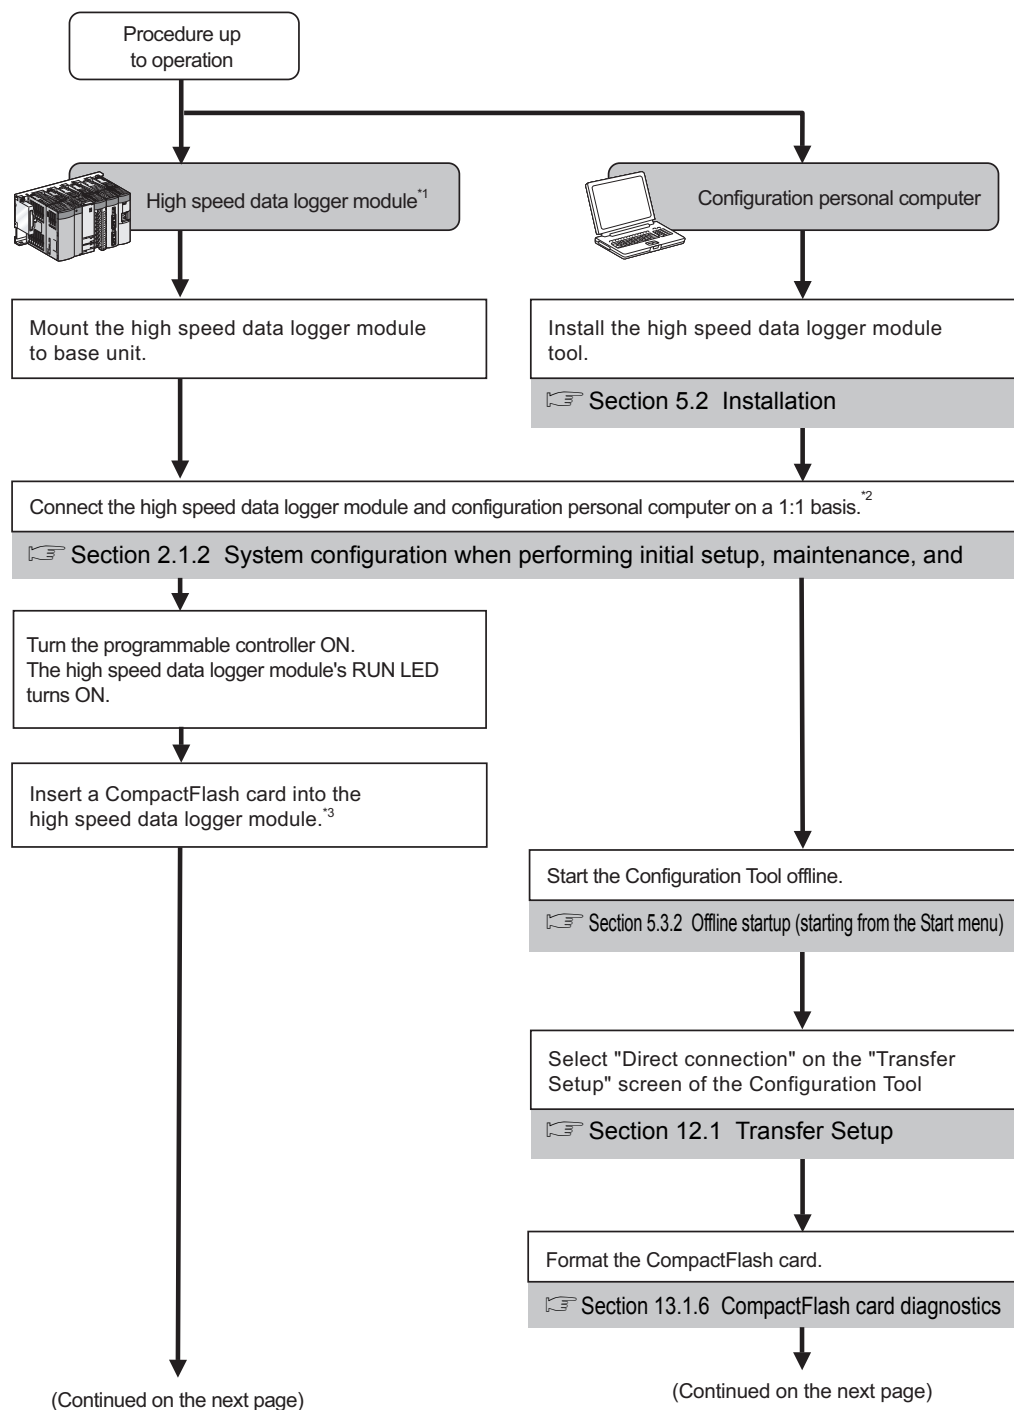 Procedure up
to operation
High speed data logger module*1
Configuration personal computer
Mount the high speed data logger module
to base unit.
Install the high speed data logger module
tool.
Section 5.2 Installation
Connect the high speed data logger module and configuration personal computer on a 1:1 basis.*2
Section 2.1.2 System configuration when performing initial setup, maintenance, and
Turn the programmable controller ON.
The high speed data logger module's RUN LED
turns ON.
Insert a CompactFlash card into the
high speed data logger module.*3
Start the Configuration Tool offline.
Section 5.3.2 Offline startup (starting from the Start menu)
Select "Direct connection" on the "Transfer
Setup" screen of the Configuration Tool
Section 12.1 Transfer Setup
Format the CompactFlash card.
Section 13.1.6 CompactFlash card diagnostics
(Continued on the next page)
(Continued on the next page)